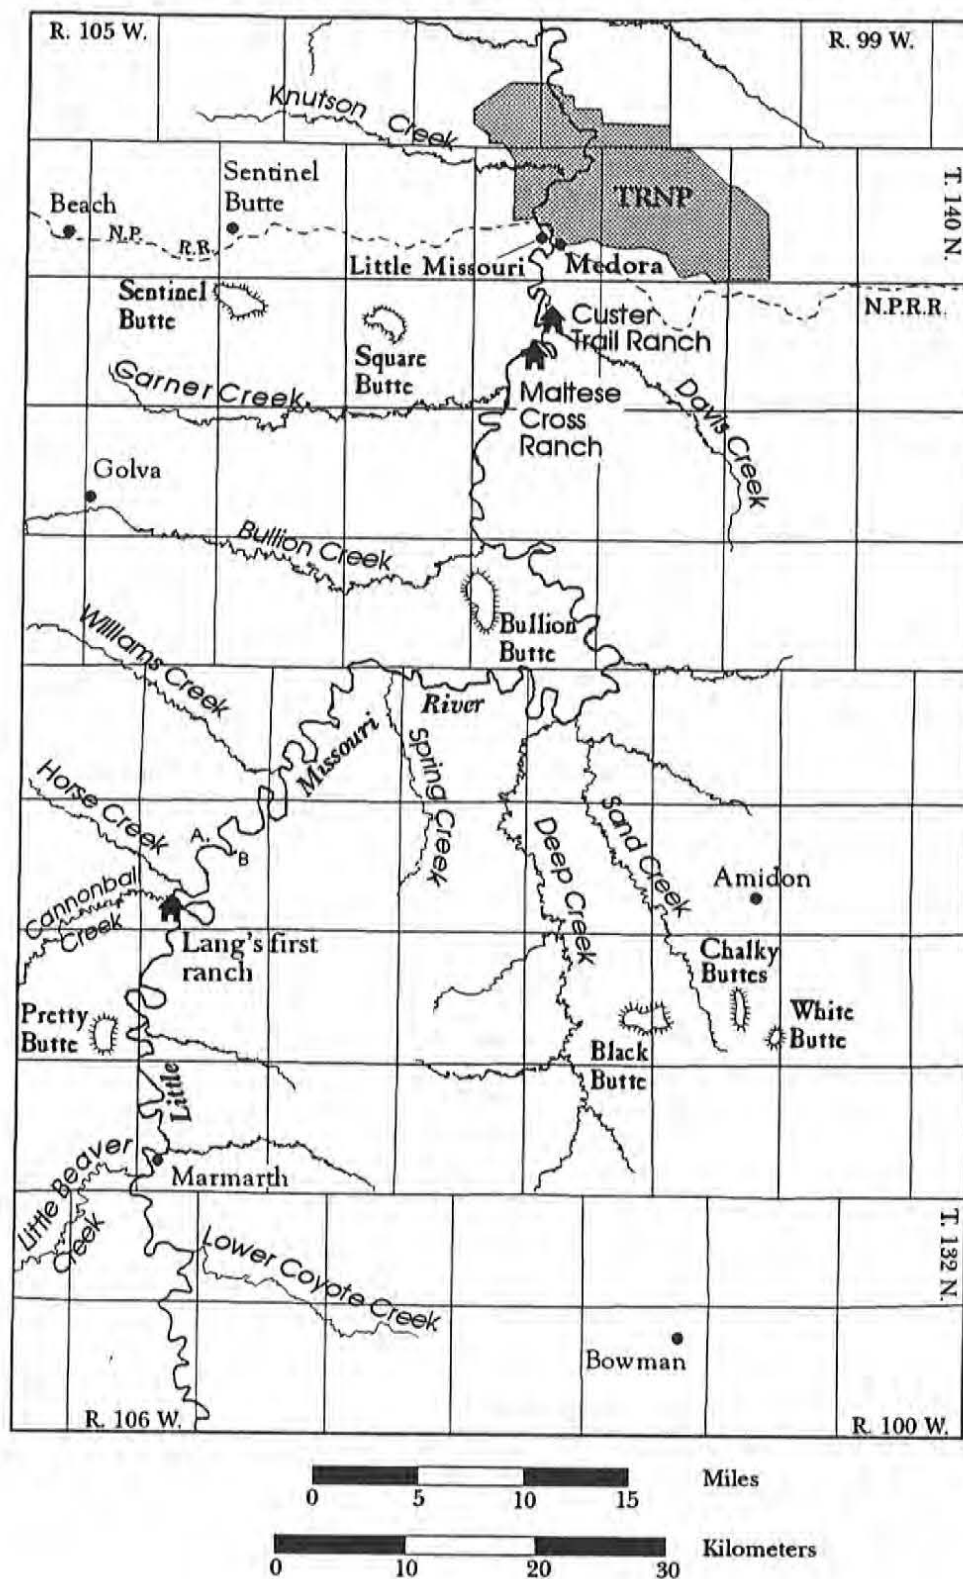 R. 105 W.
R. 99 W.
Knutson
Creek
T. 140 N.
Sentinel
Butte
Beach
TRNP
N.P.
R.R.
Little Missouri
Medora
Sentinel
Butte
N.P.R.R.
Custer
Trail Ranch
Square
Butte
Garner Creek
Maltese
Cross
Ranch
Davis Creek
Golva
Bullion Creek
Bullion
Butte
Williams Creek
River
Missouri
Spring Creek
Horse Creek
Sand Creek
Deep Creek
A.
B
Amidon
Cannonbal
Creek
Lang's first
ranch
Chalky
Buttes
Pretty
Butte
White
Butte
Black
Butte
Little
Little Beaver
Creek
Marmarth
T. 132 N.
Lower Coyote Creek
Bowman
R. 106 W.
R. 100 W.
Miles
0 5 10 15
Kilometers
0 10 20 30